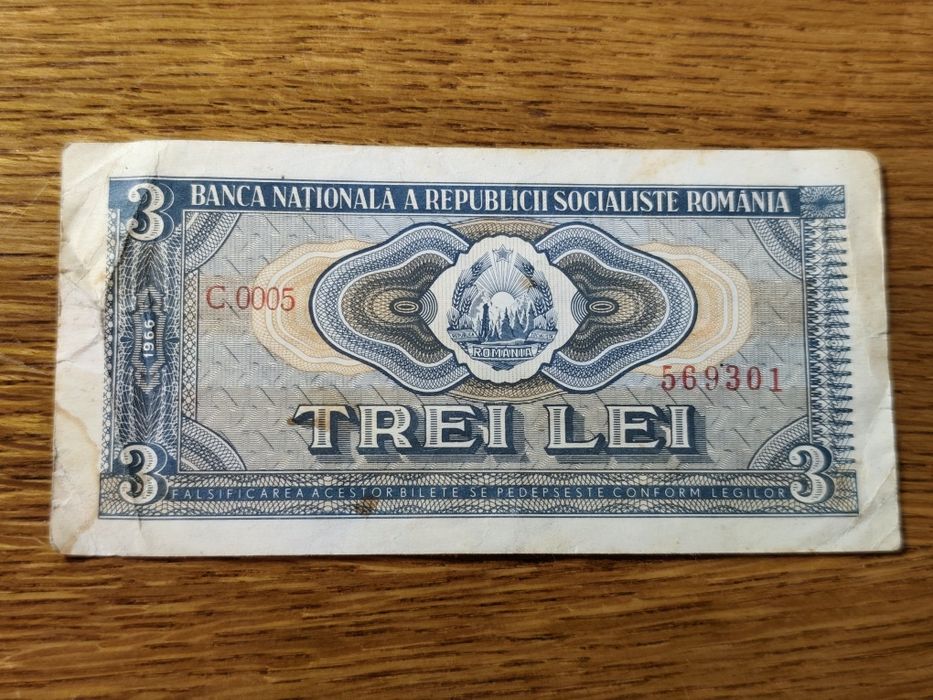 3 BANCA NAȚIONALĂ A REPUBLICII SOCIALISTE ROMÂNIA
C.0005
1966
ROMÂNIA
569301
TREI LEI
3 3
FALSIFICAREA ACESTOR BILETE SE PEDEPSEȘTE CONFORM LEGILOR